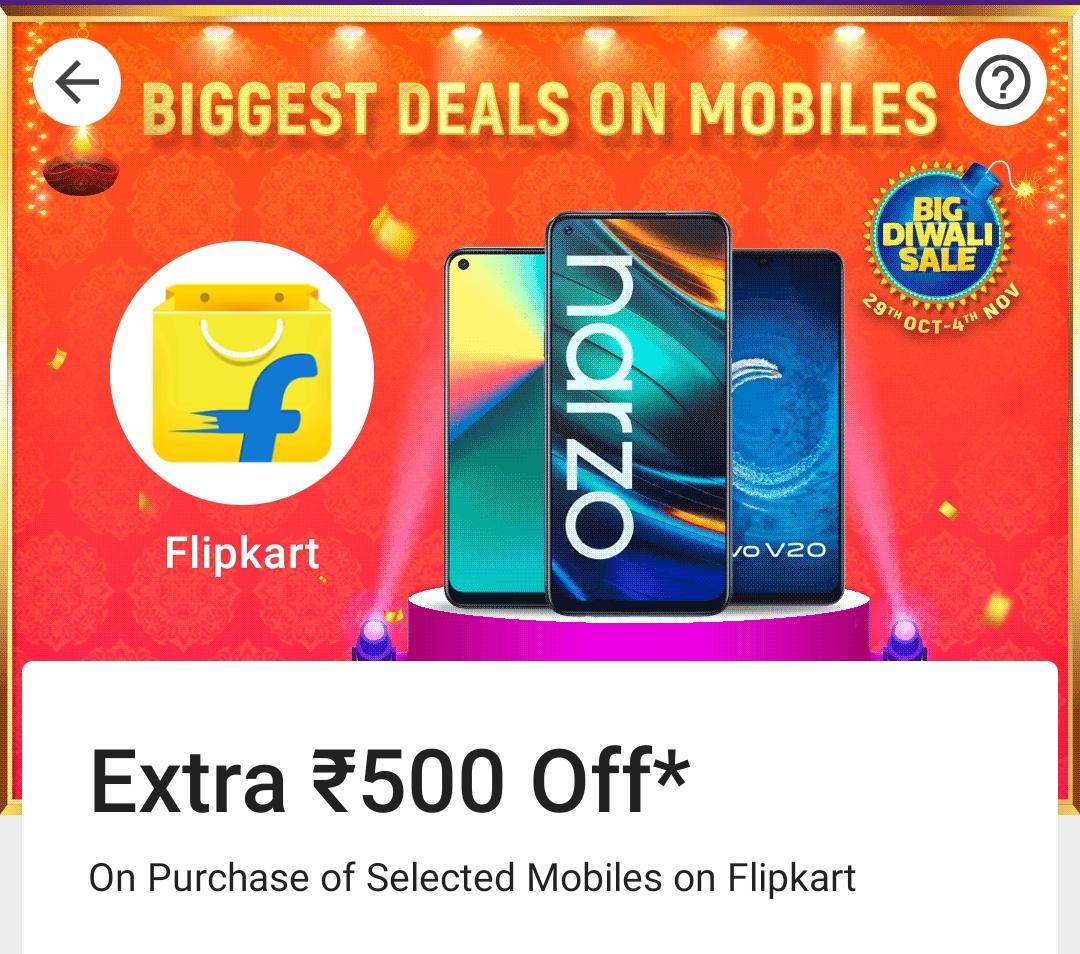 BIGGEST DEALS ON MOBILES
BIG
DIWALI
SALE
29TH OCT-4TH NOV
narzo
vo V20
f
Flipkart
Extra ₹500 Off*
On Purchase of Selected Mobiles on Flipkart